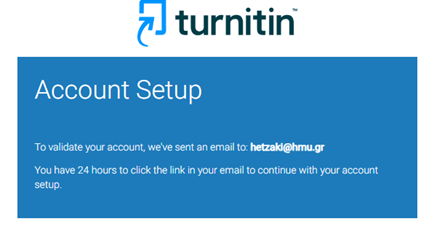 turnitin™
Account Setup
To validate your account, we've sent an email to: hetzaki@hmu.gr
You have 24 hours to click the link in your email to continue with your account
setup.